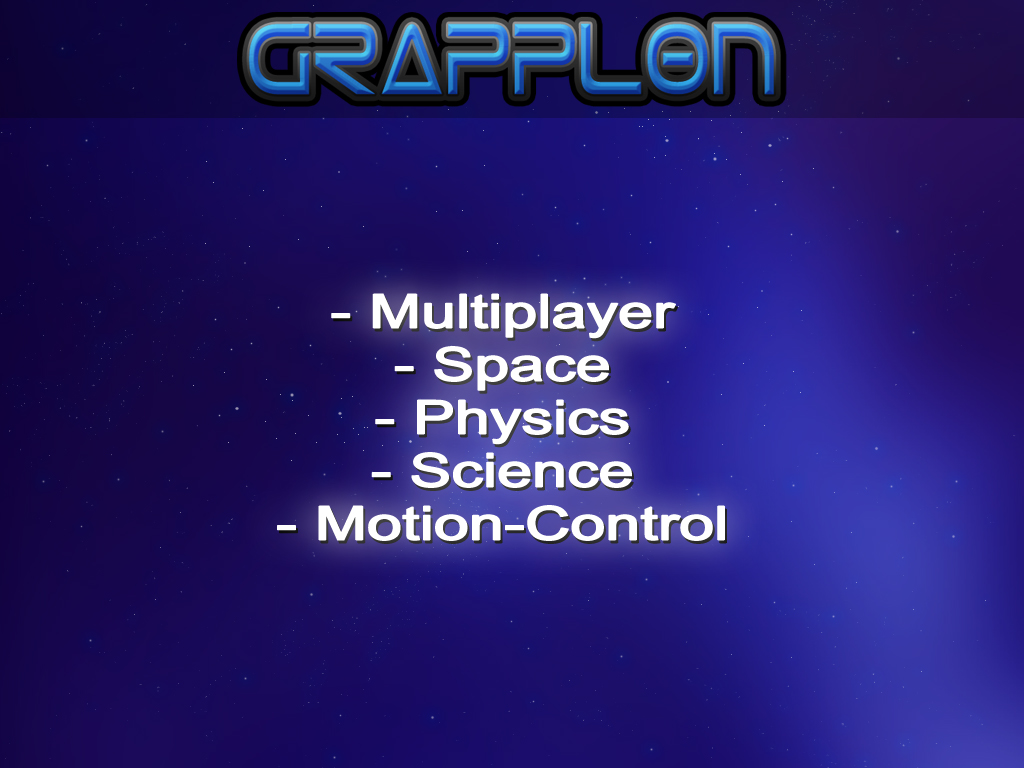 GRAPPLON
- Multiplayer
- Space
- Physics
- Science
- Motion-Control